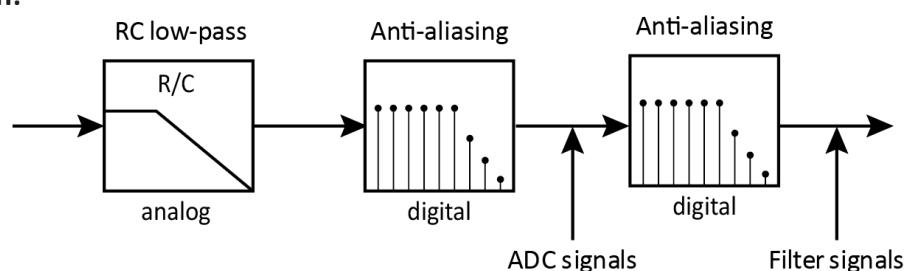 RC low-pass
R/C
analog
Anti-aliasing
digital
Anti-aliasing
digital
ADC signals
Filter signals